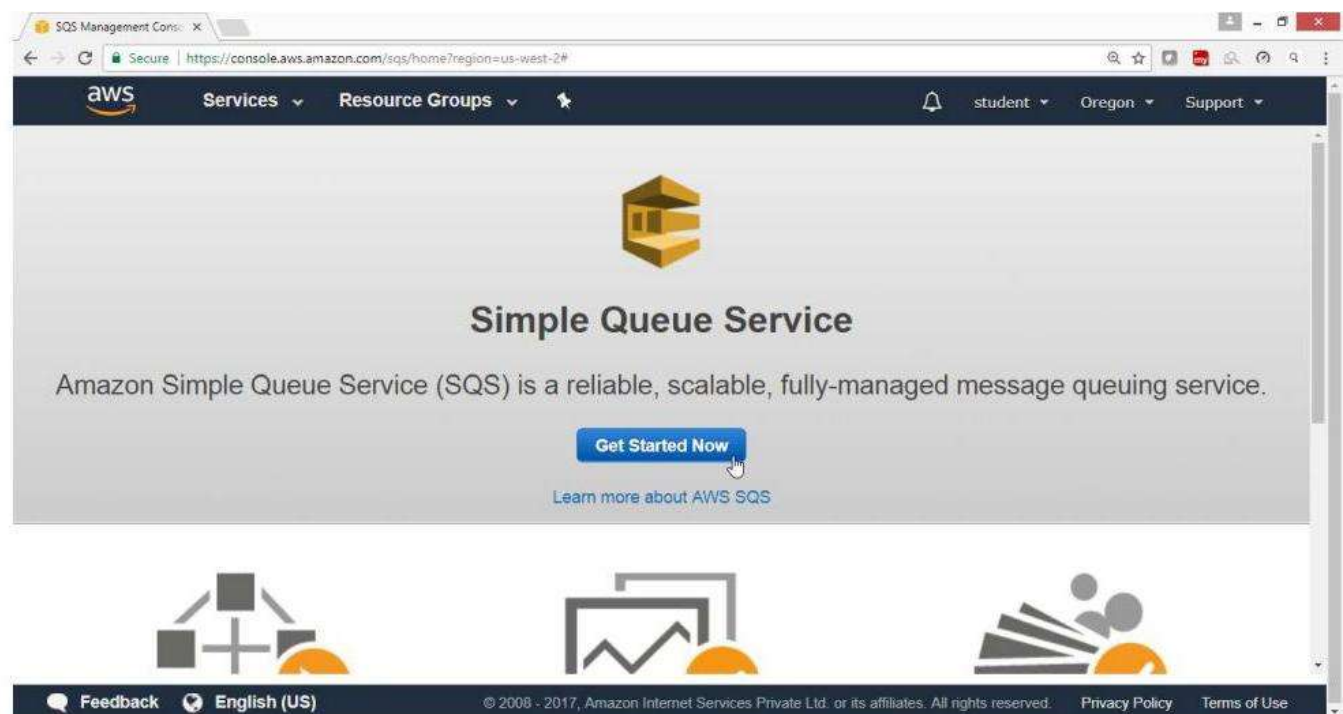 SQS Management Cons
Secure https://console.aws.amazon.com/sqs/home?region=us-west-2#
aws Services Resource Groups student Oregon Support
Simple Queue Service
Amazon Simple Queue Service (SQS) is a reliable, scalable, fully-managed message queuing service.
Get Started Now
Learn more about AWS SQS
Feedback English (US) © 2008 - 2017, Amazon Internet Services Private Ltd. or its affiliates. All rights reserved. Privacy Policy Terms of Use